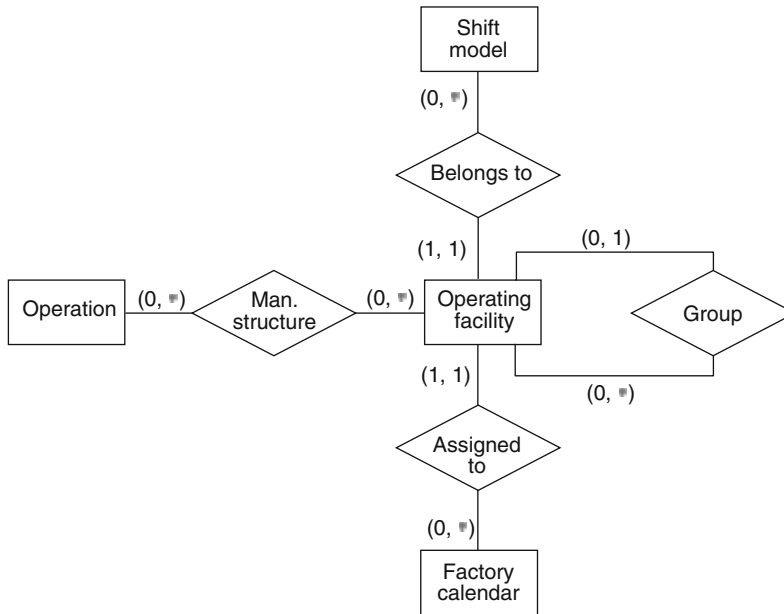 Shift
model
(0, *)
Belongs to
(1, 1)
(0, 1)
Operation
(0, *)
Man.
structure
(0, *)
Operating
facility
Group
(1, 1)
(0, *)
Assigned
to
(0, *)
Factory
calendar